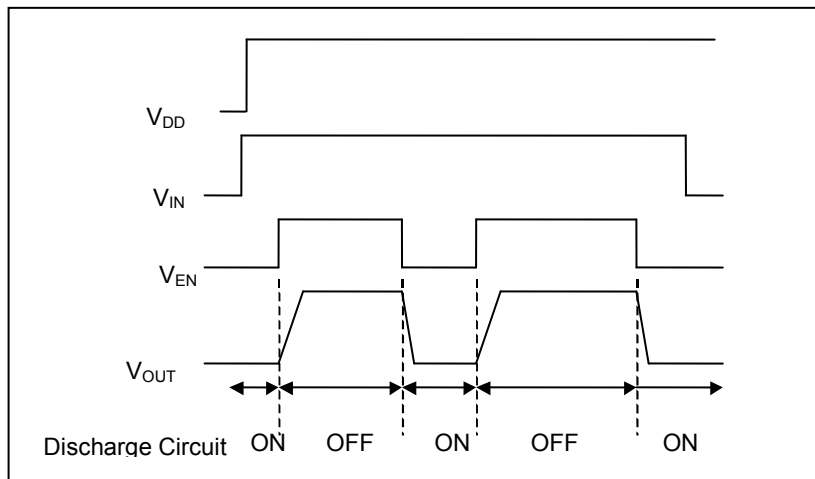 VDD
VIN
VEN
VOUT
Discharge Circuit ON OFF ON OFF ON